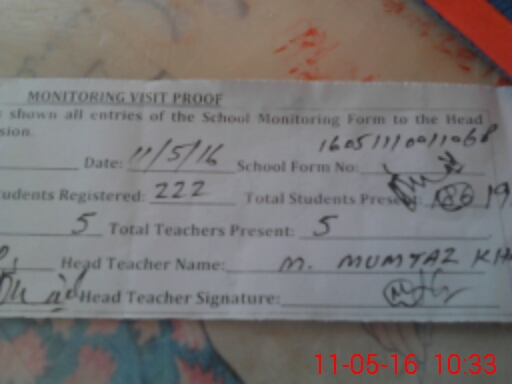 MONITORING VISIT PROOF
shown all entries of the School Monitoring Form to the Head
sion.
Date: 11/5/16 School Form No:
udents Registered: 222 Total Students Present: 186
5 Total Teachers Present: 5
Head Teacher Name: M. MUMTAZ
Head Teacher Signature:
11-05-16 10:33